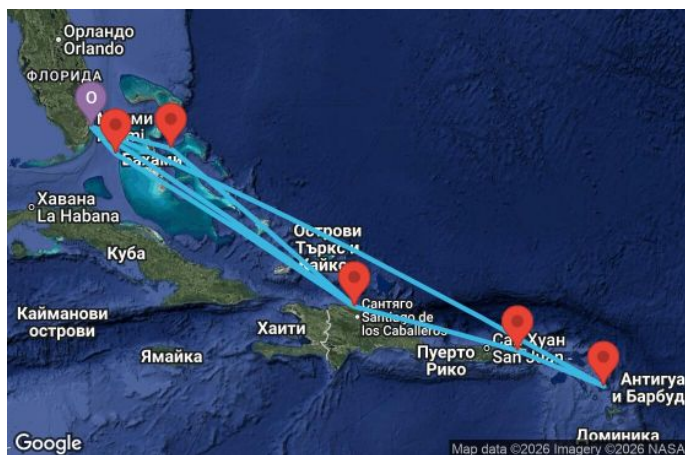 Орландо
Orlando
ФЛОРИДА
O
Хавана
La Habana
Куба
Острови
Търкс и
Сантяго
Santiago de
los Caballeros
Кайманови
острови
Хаити
Ямайка
Пуерто
Рико
San Juan
Антигуа
и Барбуд
Доминика
Google
Map data ©2026 Imagery ©2026 NASA